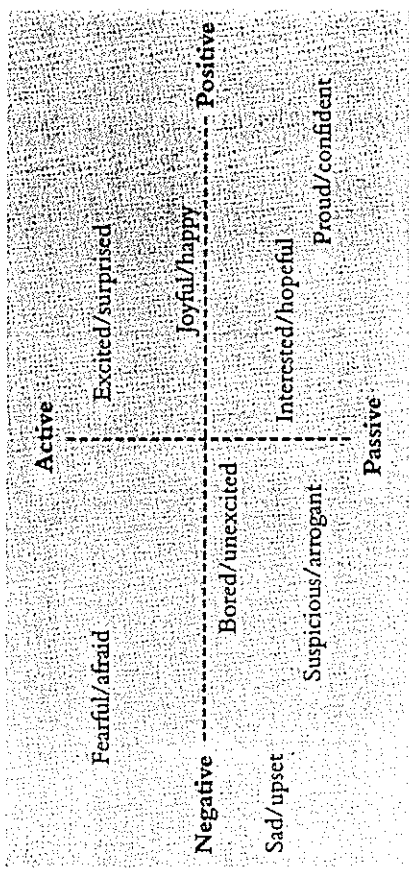 Active
Fearful/afraid
Excited/surprised
Joyful/happy
Negative
Positive
Bored/unexcited
Sad/upset
Interested/hopeful
Suspicious/arrogant
Proud/confident
Passive